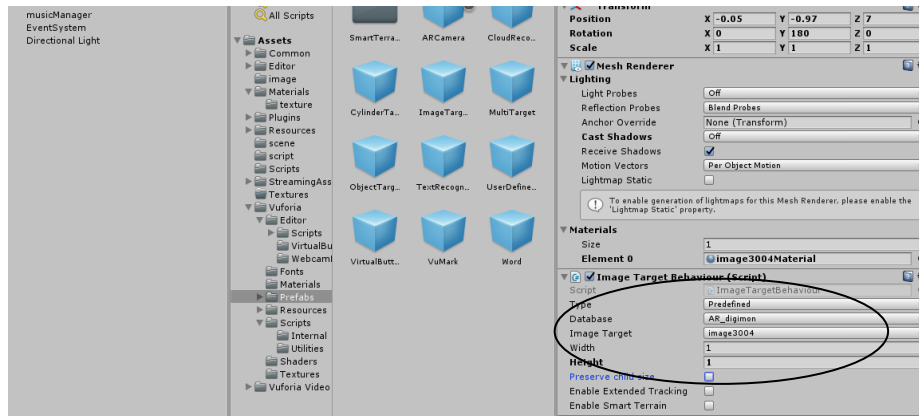 musicManager
EventSystem
Directional Light
All Scripts
Assets
Common
Editor
image
Materials
texture
Plugins
Resources
scene
script
Scripts
StreamingAss
Textures
Vuforia
Editor
Scripts
VirtualBu
Webcam
Fonts
Materials
Prefabs
Resources
Scripts
Internal
Utilities
Shaders
Textures
Vuforia Video
SmartTerra... ARCamera CloudReco...
CylinderTa... ImageTarg... MultiTarget
ObjectTarg... TextRecogn... UserDefine...
VirtualButt... VuMark Word
Transform
Position X -0.05 Y -0.97 Z 7
Rotation X 0 Y 180 Z 0
Scale X 1 Y 1 Z 1
Mesh Renderer
Lighting
Light Probes Off
Reflection Probes Blend Probes
Anchor Override None (Transform)
Cast Shadows Off
Receive Shadows
Motion Vectors Per Object Motion
Lightmap Static
To enable generation of lightmaps for this Mesh Renderer, please enable the
'Lightmap Static' property.
Materials
Size 1
Element 0 image3004Material
Image Target Behaviour (Script)
Script ImageTargetBehaviour
Type Predefined
Database AR_digimon
Image Target image3004
Width 1
Height 1
Preserve child size
Enable Extended Tracking
Enable Smart Terrain